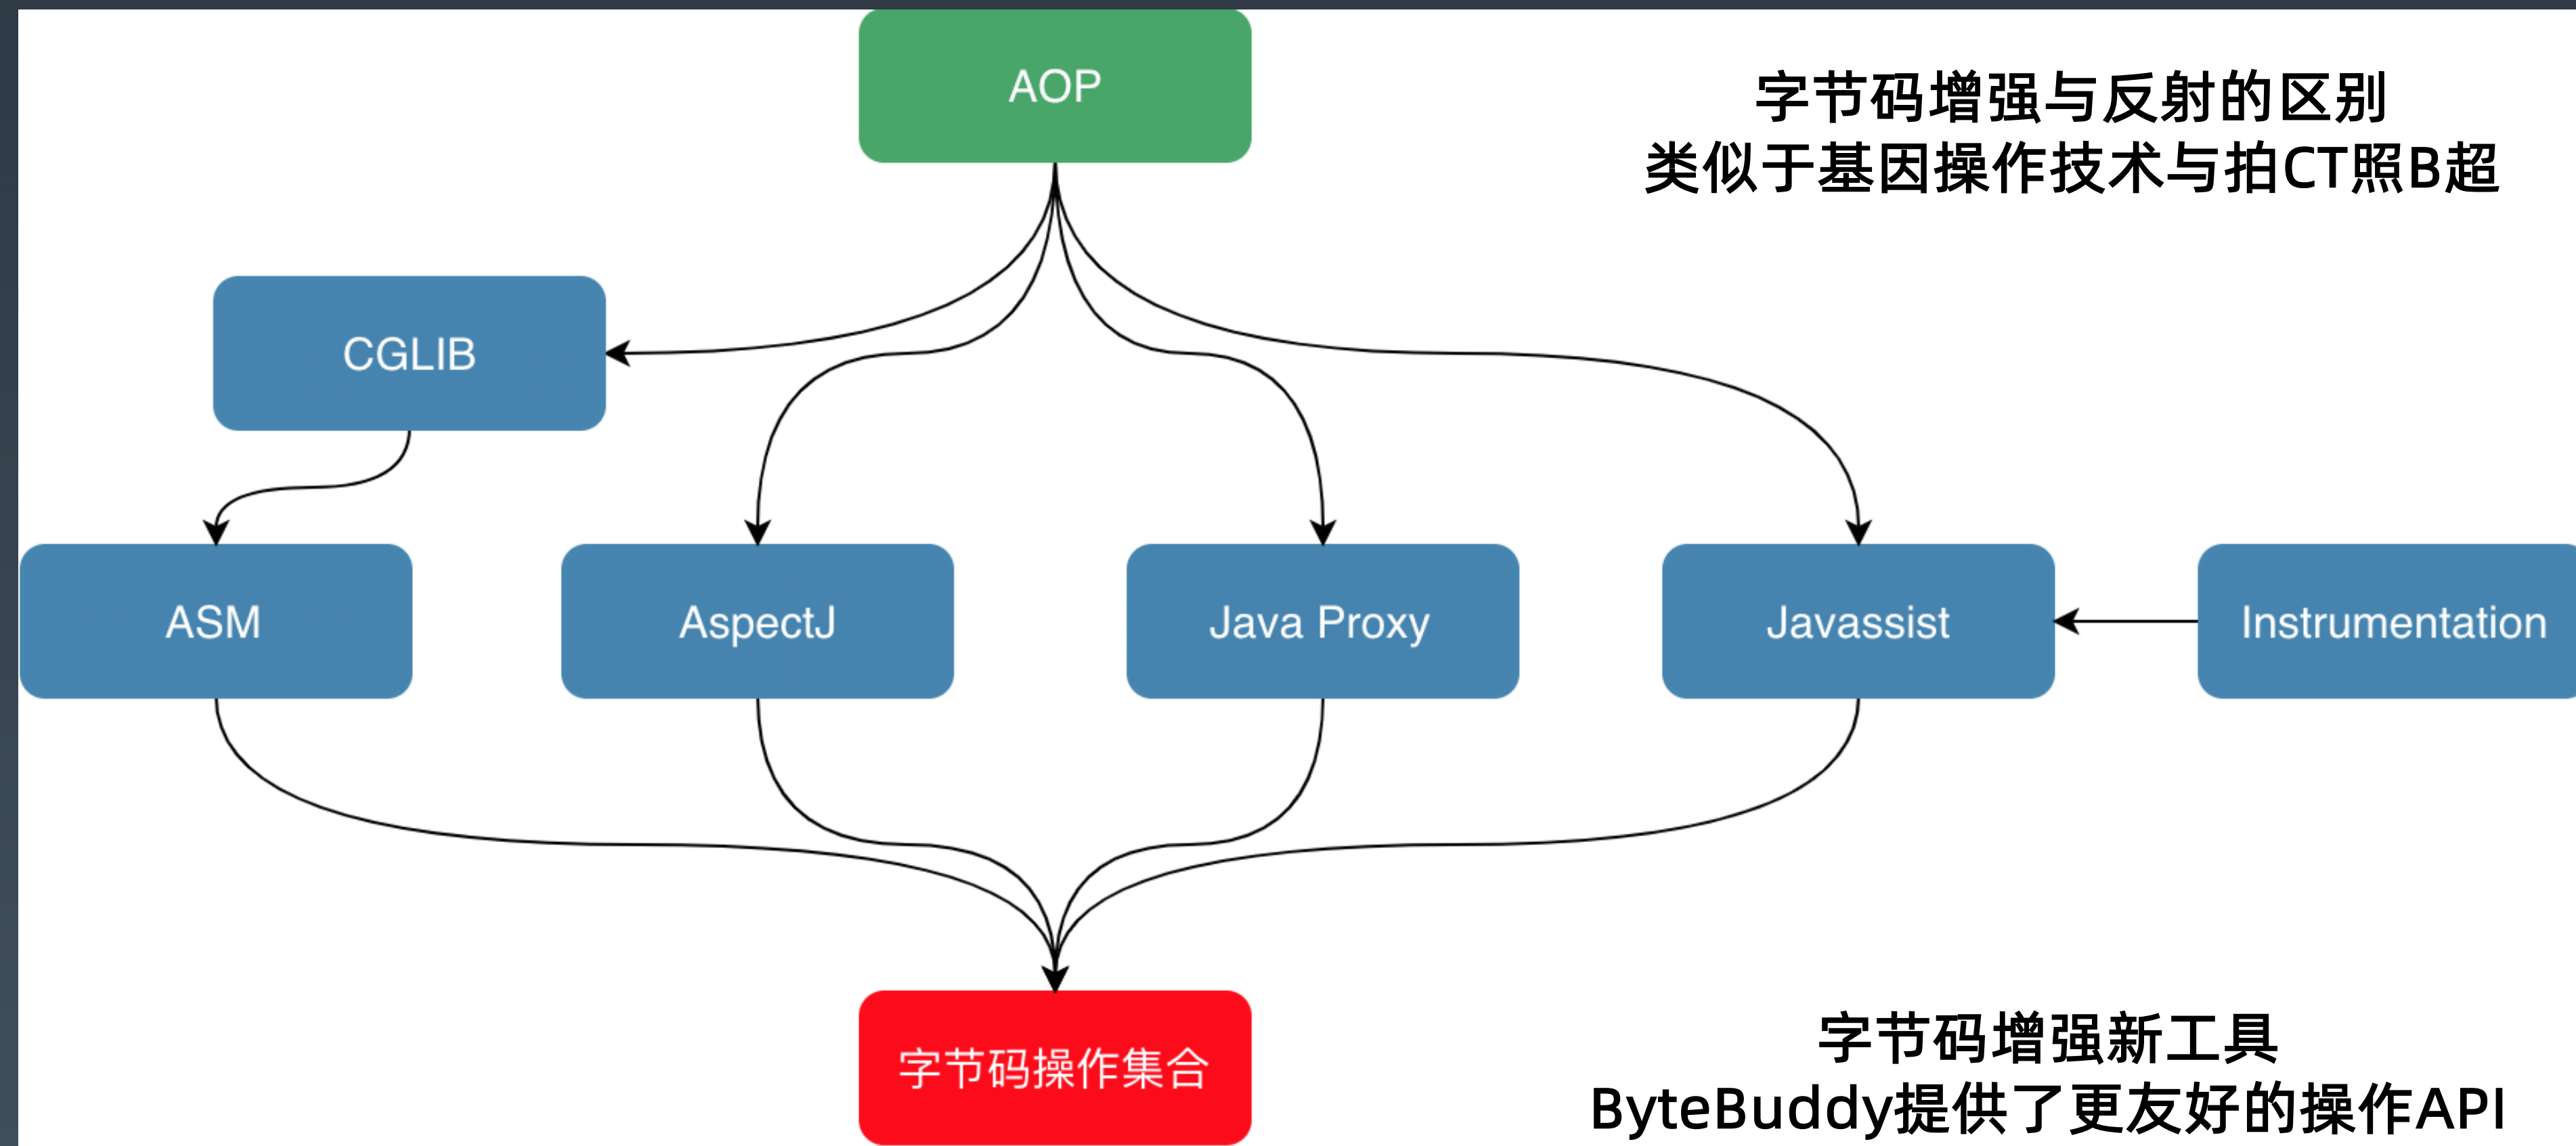 AOP
字节码增强与反射的区别
类似于基因操作技术与拍CT照B超
CGLIB
ASM
AspectJ
Java Proxy
Javassist
Instrumentation
字节码操作集合
字节码增强新工具
ByteBuddy提供了更友好的操作API